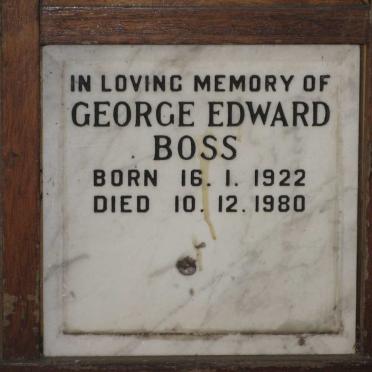 IN LOVING MEMORY OF
GEORGE EDWARD
BOSS
BORN 16. 1. 1922
DIED 10. 12. 1980